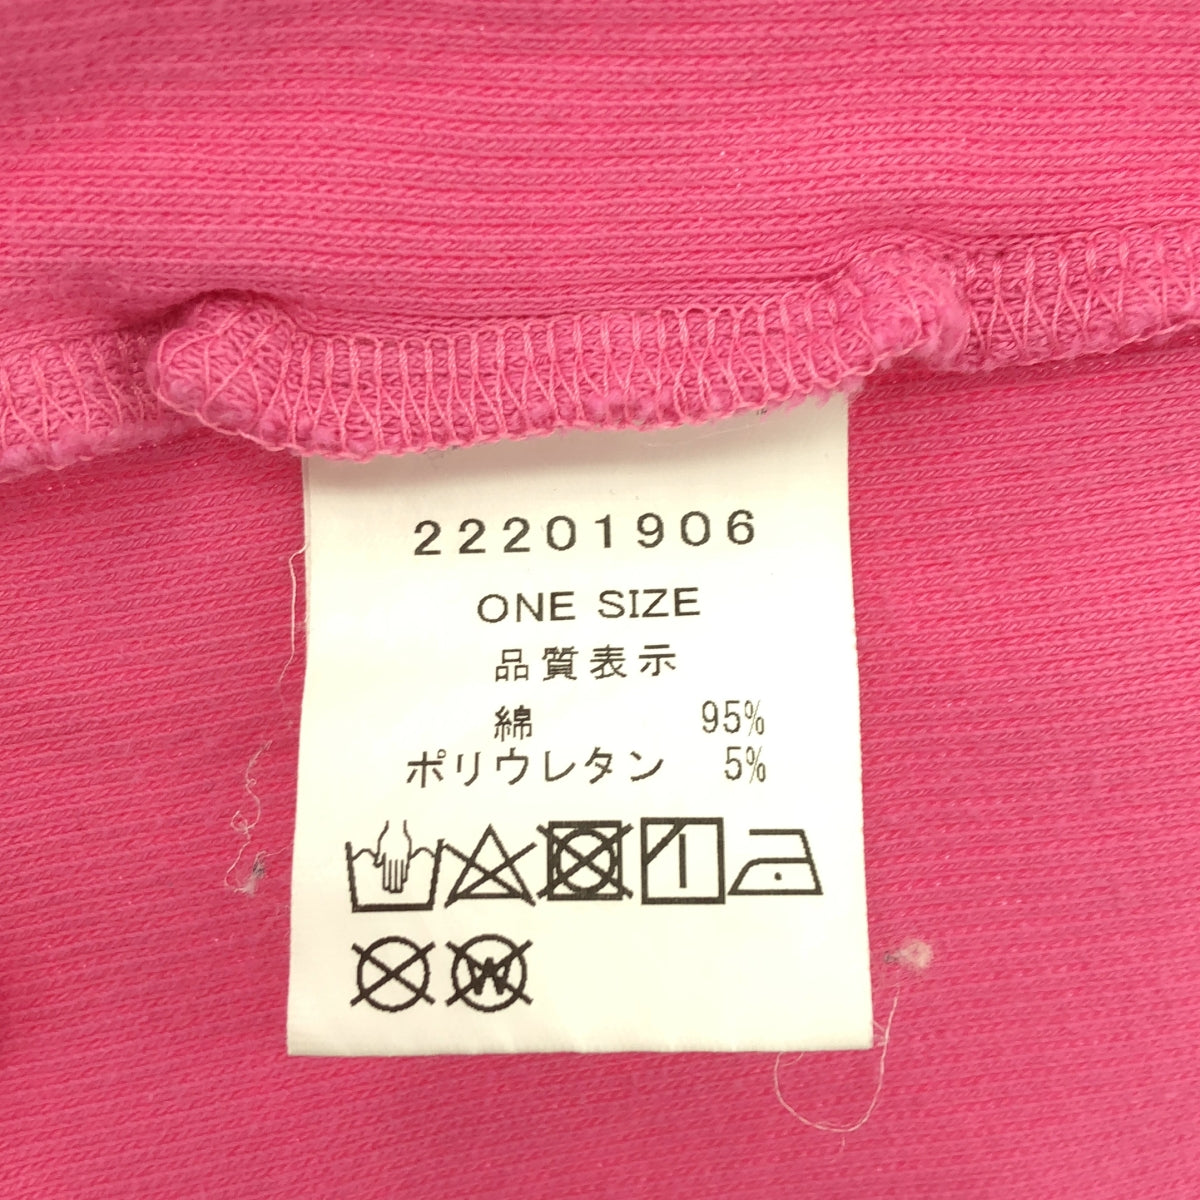 22201906
ONE SIZE
品質表示
綿 95%
ポリウレタン 5%
W